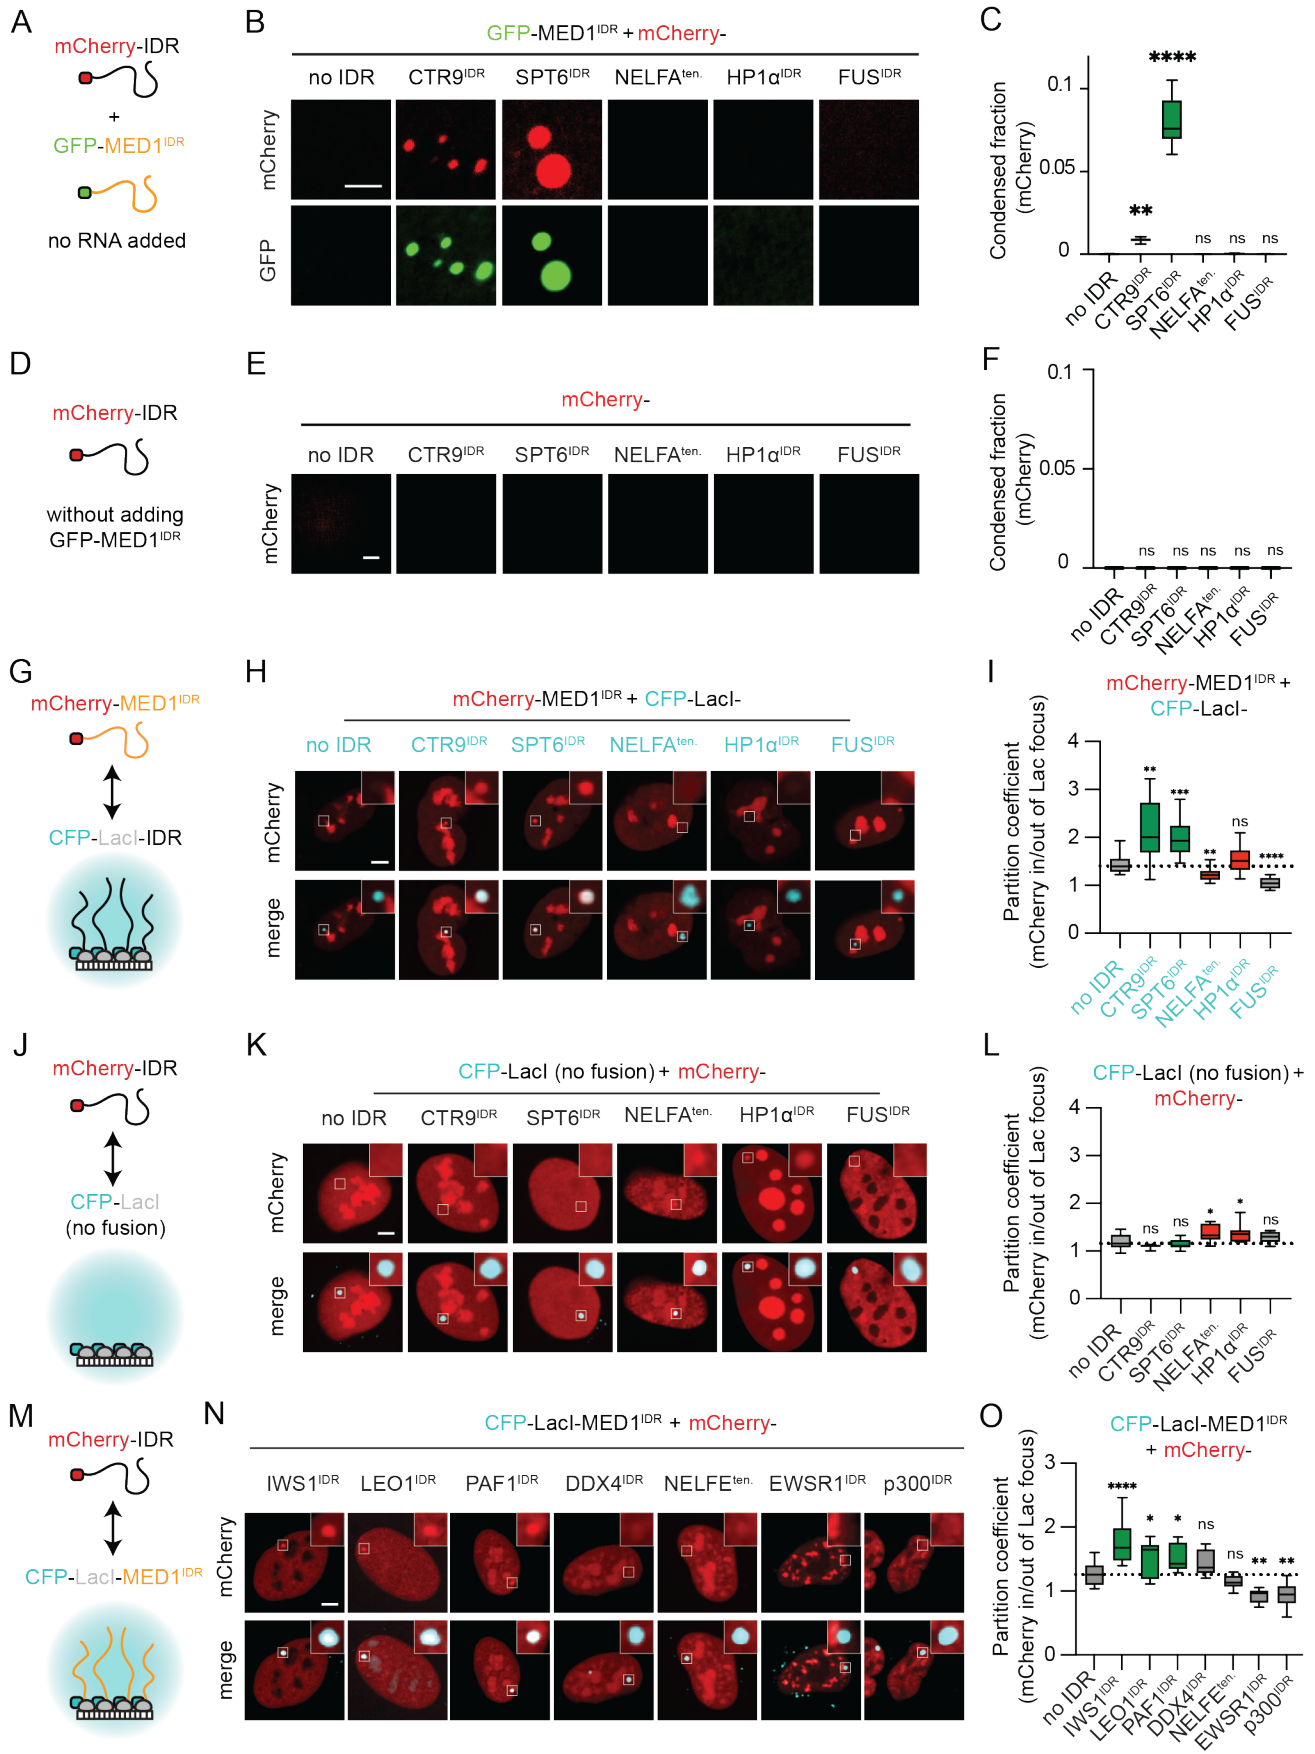 A
mCherry-IDR
+
GFP-MED1IDR
no RNA added
B
GFP-MED1IDR + mCherry-
no IDR CTR9IDR SPT6IDR NELFAten. HP1αIDR FUSIDR
mCherry
GFP
C
Condensed fraction
(mCherry)
0.1
0.05
0
**
****
ns ns ns
no IDR CTR9IDR SPT6IDR NELFAten. HP1αIDR FUSIDR
D
mCherry-IDR
without adding
GFP-MED1IDR
E
mCherry-
no IDR CTR9IDR SPT6IDR NELFAten. HP1αIDR FUSIDR
mCherry
F
Condensed fraction
(mCherry)
0.1
0.05
0
ns ns ns ns ns
no IDR CTR9IDR SPT6IDR NELFAten. HP1αIDR FUSIDR
G
mCherry-MED1IDR
CFP-LacI-IDR
H
mCherry-MED1IDR + CFP-LacI-
no IDR CTR9IDR SPT6IDR NELFAten. HP1αIDR FUSIDR
mCherry
merge
I
mCherry-MED1IDR +
CFP-LacI-
Partition coefficient
(mCherry in/out of Lac focus)
4
3
2
1
0
** *** ** ns ****
no IDR CTR9IDR SPT6IDR NELFAten. HP1αIDR FUSIDR
J
mCherry-IDR
CFP-LacI
(no fusion)
K
CFP-LacI (no fusion) + mCherry-
no IDR CTR9IDR SPT6IDR NELFAten. HP1αIDR FUSIDR
mCherry
merge
L
CFP-LacI (no fusion) +
mCherry-
Partition coefficient
(mCherry in/out of Lac focus)
4
3
2
1
0
ns ns * * ns
no IDR CTR9IDR SPT6IDR NELFAten. HP1αIDR FUSIDR
M
mCherry-IDR
CFP-LacI-MED1IDR
N
CFP-LacI-MED1IDR + mCherry-
IWS1IDR LEO1IDR PAF1IDR DDX4IDR NELFEten. EWSR1IDR p300IDR
mCherry
merge
O
CFP-LacI-MED1IDR
+ mCherry-
Partition coefficient
(mCherry in/out of Lac focus)
3
2
1
0
**** * * ns ns ** **
no IDR IWS1IDR LEO1IDR PAF1IDR DDX4IDR NELFEten. EWSR1IDR p300IDR